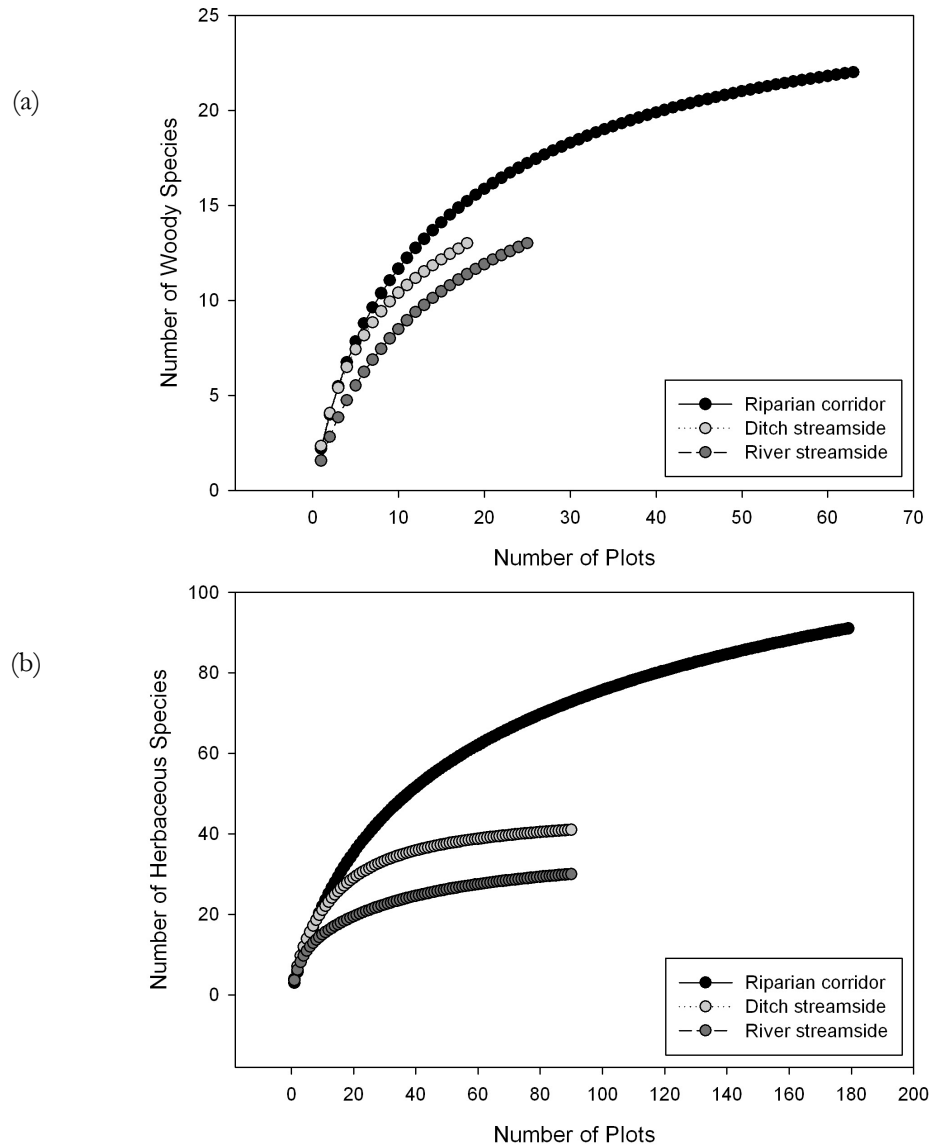 (a)
Number of Woody Species
25
20
15
10
5
0
Riparian corridor
Ditch streamside
River streamside
0 10 20 30 40 50 60 70
Number of Plots
(b)
Number of Herbaceous Species
100
80
60
40
20
0
Riparian corridor
Ditch streamside
River streamside
0 20 40 60 80 100 120 140 160 180 200
Number of Plots